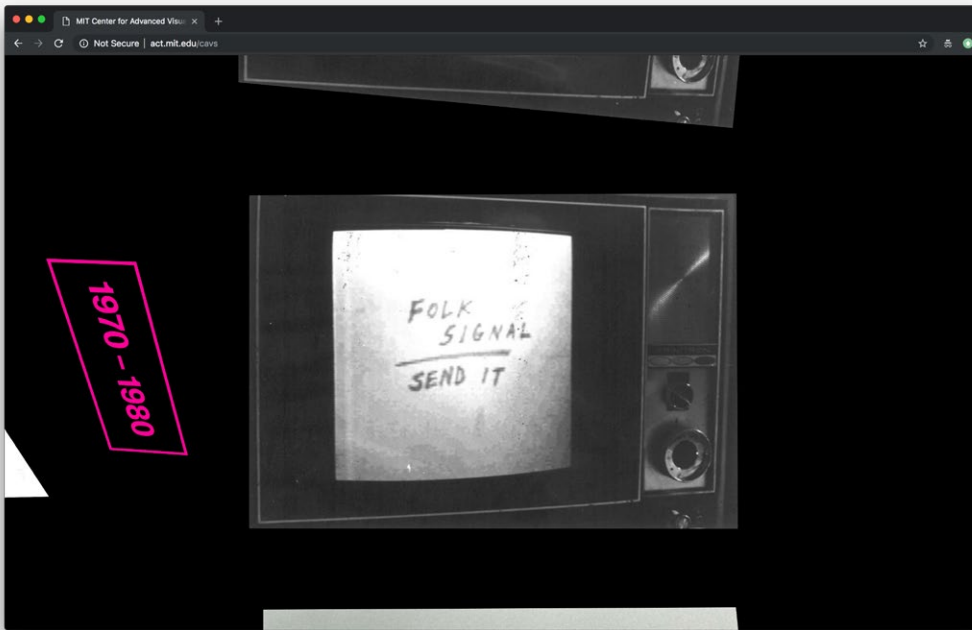 MIT Center for Advanced Visu
Not Secure | act.mit.edu/cavs
1970 – 1980
FOLK
SIGNAL
SEND IT